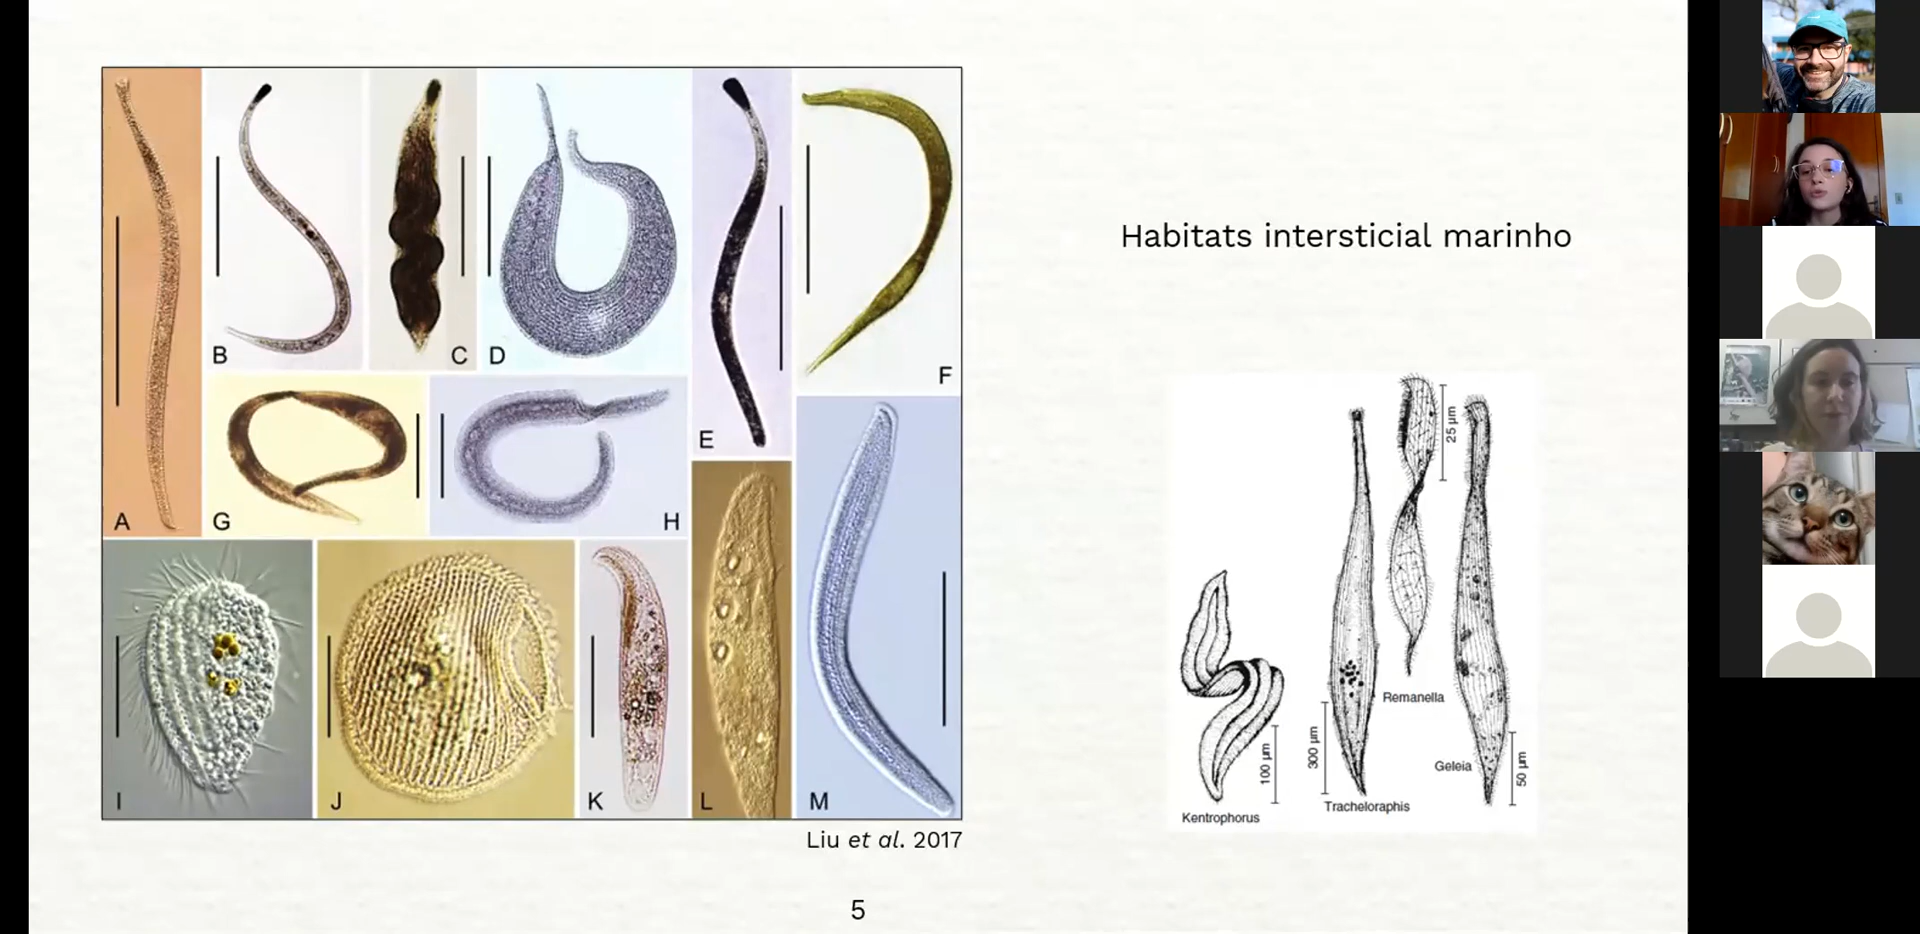 A
B
C
D
E
F
G
H
I
J
K
L
M
Liu et al. 2017
Habitats intersticial marinho
25 µm
Remanella
Geleia
50 µm
300 µm
Tracheloraphis
100 µm
Kentrophorus
5